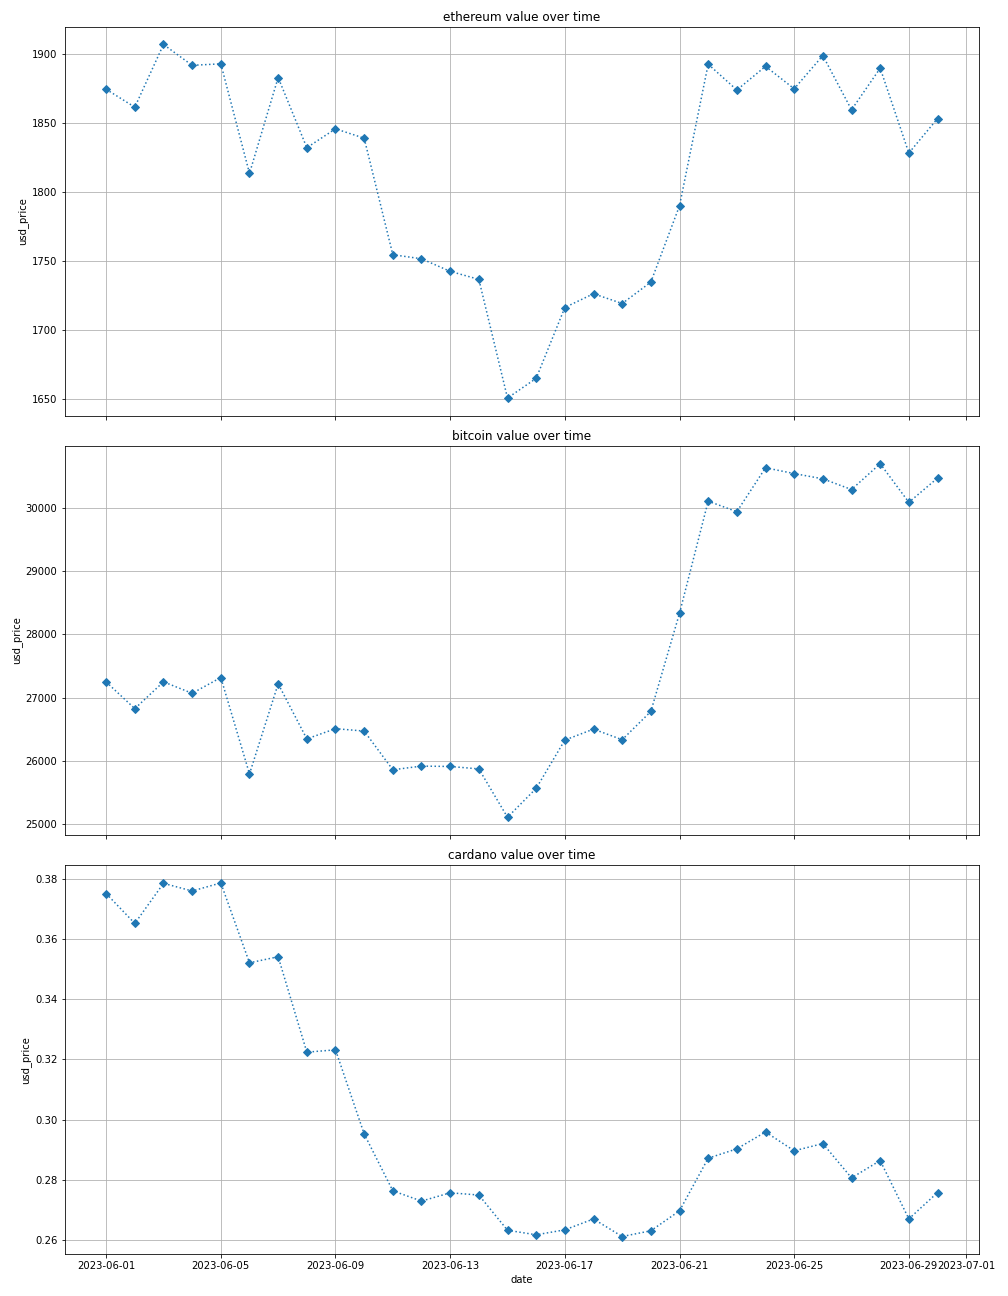 ethereum value over time
1900
1850
1800
1750
1700
1650
usd_price
bitcoin value over time
30000
29000
28000
27000
26000
25000
usd_price
cardano value over time
0.38
0.36
0.34
0.32
0.30
0.28
0.26
usd_price
2023-06-01 2023-06-05 2023-06-09 2023-06-13 2023-06-17 2023-06-21 2023-06-25 2023-06-29 2023-07-01
date